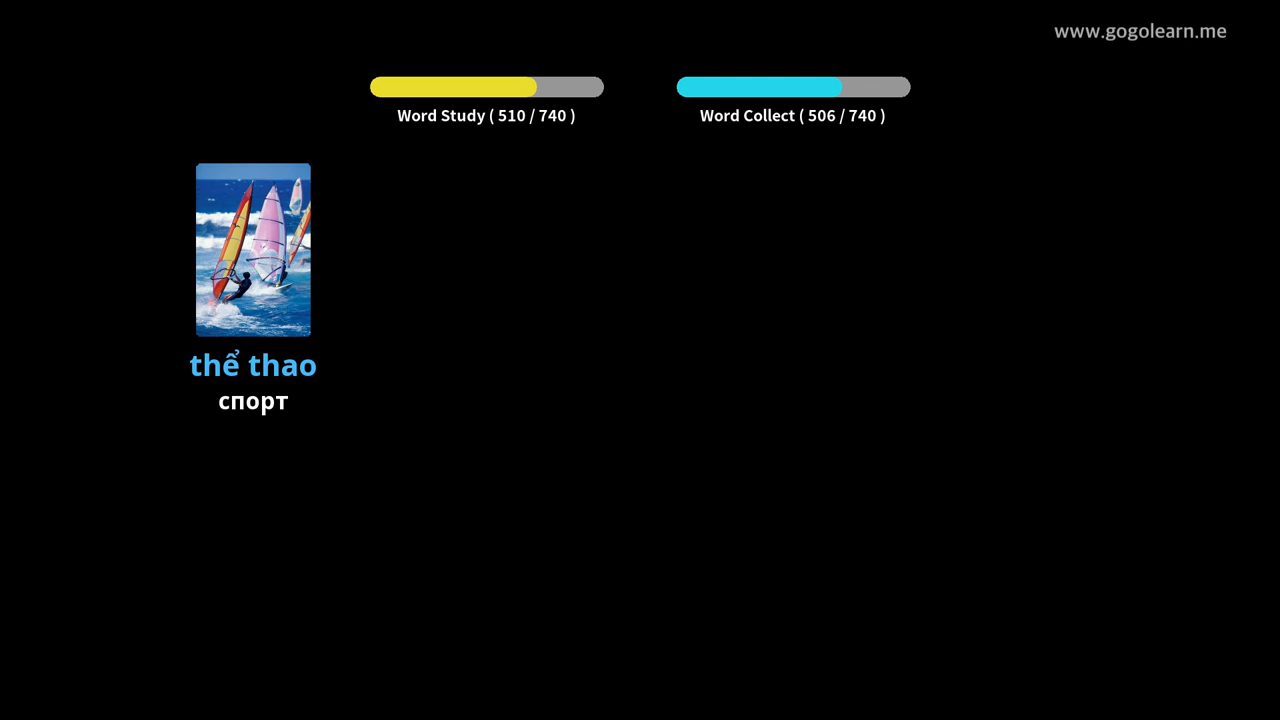 www.gogolearn.me
Word Study ( 510 / 740 )
Word Collect ( 506 / 740 )
thể thao
спорт